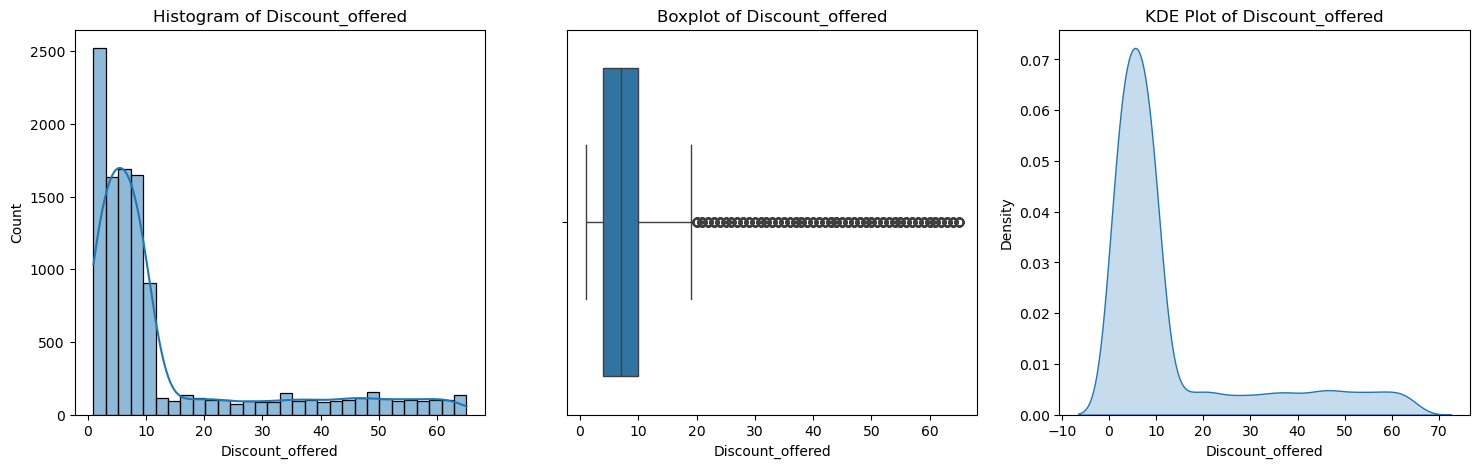 Histogram of Discount_offered
2500
2000
1500
1000
500
0
Count
0 10 20 30 40 50 60
Discount_offered
Boxplot of Discount_offered
0 10 20 30 40 50 60
Discount_offered
KDE Plot of Discount_offered
0.07
0.06
0.05
0.04
0.03
0.02
0.01
0.00
Density
−10 0 10 20 30 40 50 60 70
Discount_offered